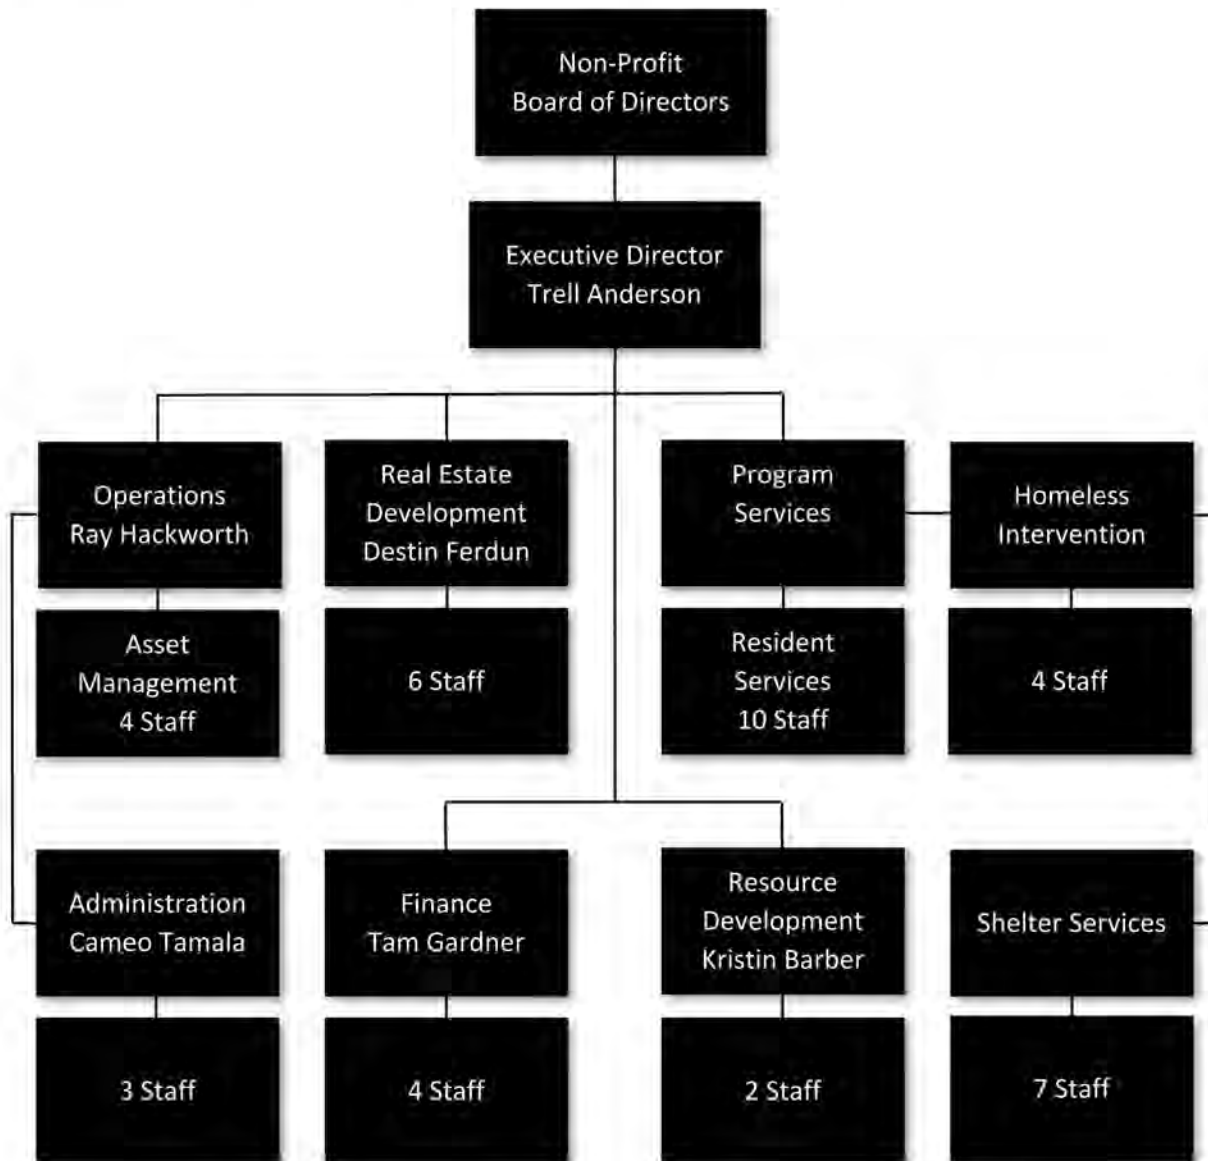 Non-Profit
Board of Directors
Executive Director
Trell Anderson
Operations
Ray Hackworth
Real Estate
Development
Destin Ferdun
Program
Services
Homeless
Intervention
Asset
Management
4 Staff
6 Staff
Resident
Services
10 Staff
4 Staff
Administration
Cameo Tamala
Finance
Tam Gardner
Resource
Development
Kristin Barber
Shelter Services
3 Staff
4 Staff
2 Staff
7 Staff